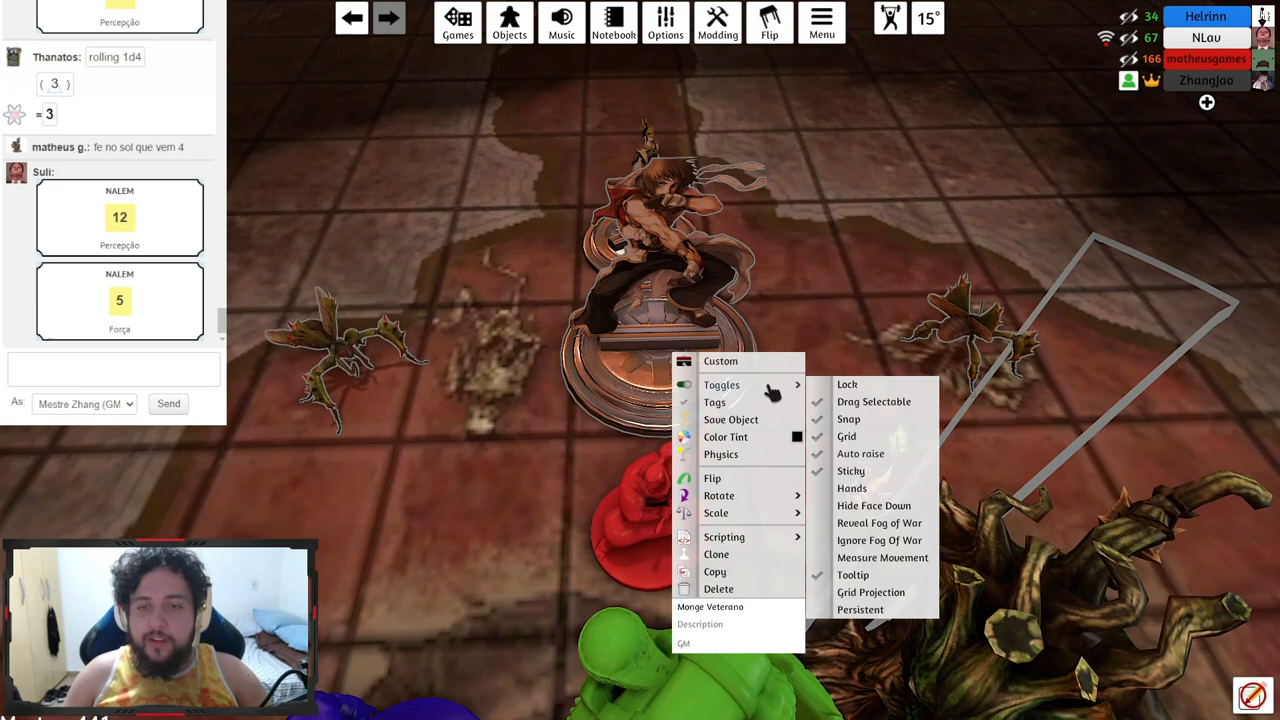 Percepção
Thanatos: rolling 1d4
( 3 )
= 3
matheus g.: fe no sol que vem 4
Suli:
NALEM
12
Percepção
NALEM
5
Força
As: Mestre Zhang (GM Send
Games Objects Music Notebook Options Modding Flip Menu 15°
34 Helrinn
67 NLav
166 matheusgames
Zhangjao
Custom
Toggles
Tags
Save Object
Color Tint
Physics
Flip
Rotate
Scale
Scripting
Clone
Copy
Delete
Monge Veterano
Description
GM
Lock
Drag Selectable
Snap
Grid
Auto raise
Sticky
Hands
Hide Face Down
Reveal Fog of War
Ignore Fog Of War
Measure Movement
Tooltip
Grid Projection
Persistent